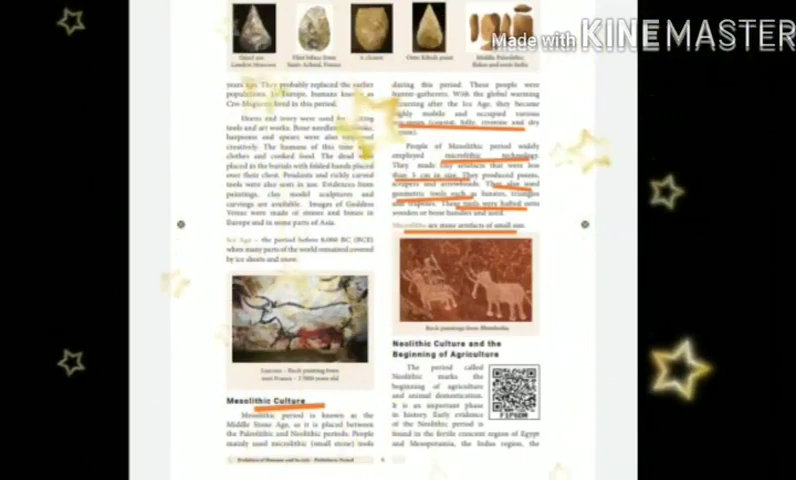 Made with KINEMASTER
Hand axe
London Museum
Flint biface from
Saint Acheul, France
A cleaver
Omo Kibish point
Middle Paleolithic
flakes and tools India
years ago. They probably replaced the earlier
populations. In Europe, humans known as
Cro-Magnons lived in this period.
Horns and ivory were used for making
tools and art works. Bone needles, hooks,
harpoons and spears were also employed
creatively. The humans of this time wore
clothes and cooked food. The dead were
placed in the burials with folded hands placed
over their chest. Pendants and richly carved
tools were also seen in use. Evidences from
paintings, clay model sculptures and
carvings are available. Images of Goddess
Venus were made of stones and bones in
Europe and in some parts of Asia.
Ice Age – the period before 8,000 BC (BCE)
when many parts of the world remained covered
by ice sheets and snow.
Lascaux – Rock painting from
west France – 17000 years old
Mesolithic Culture
Mesolithic period is known as the
Middle Stone Age, as it is placed between
the Paleolithic and Neolithic periods. People
mainly used microlithic (small stone) tools
during this period. These people were
hunter-gatherers. With the global warming
occurring after the Ice Age, they became
highly mobile and occupied various
eco-zones (coastal, hilly, riverine and dry
People of Mesolithic period widely
employed microlithic technology.
They made tiny artefacts that were less
than 5 cm in size. They produced points,
scrapers and arrowheads. They also used
geometric tools such as lunates, triangles
and trapezes. These tools were hafted onto
wooden or bone handles and used.
Microliths are stone artefacts of small size.
Rock paintings from Bhimbetka
Neolithic Culture and the
Beginning of Agriculture
The period called
Neolithic marks the
beginning of agriculture
and animal domestication.
It is an important phase
in history. Early evidence
of the Neolithic period is
found in the fertile crescent region of Egypt
and Mesopotamia, the Indus region, the
Evolution of Humans and Society - Prehistoric Period